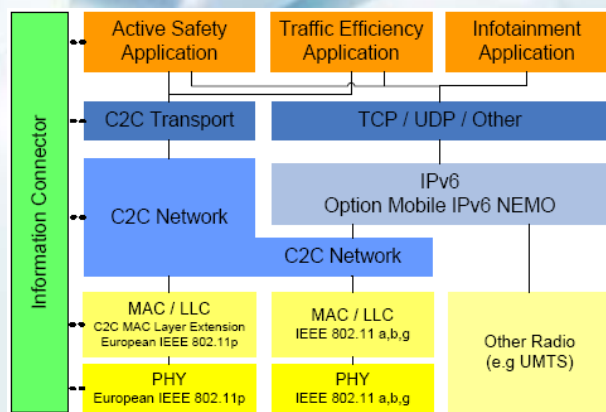 Information Connector
Active Safety
Application
Traffic Efficiency
Application
Infotainment
Application
C2C Transport
TCP / UDP / Other
C2C Network
IPv6
Option Mobile IPv6 NEMO
C2C Network
MAC / LLC
C2C MAC Layer Extension
European IEEE 802.11p
MAC / LLC
IEEE 802.11 a,b,g
Other Radio
(e.g UMTS)
PHY
European IEEE 802.11p
PHY
IEEE 802.11 a,b,g